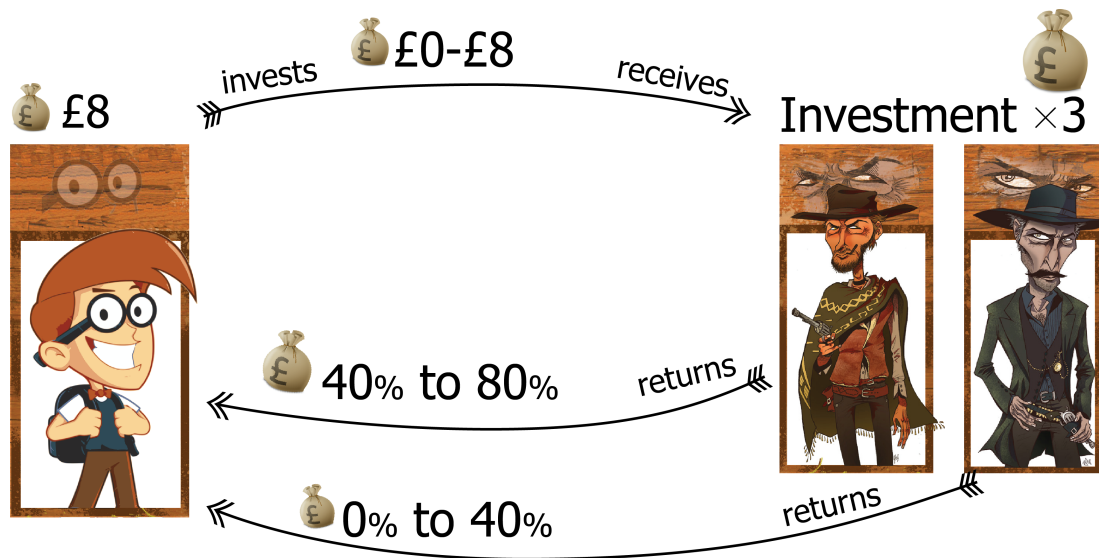 £ £0-£8
invests
receives
£
£ £8
Investment ×3
£ 40% to 80%
returns
£ 0% to 40%
returns